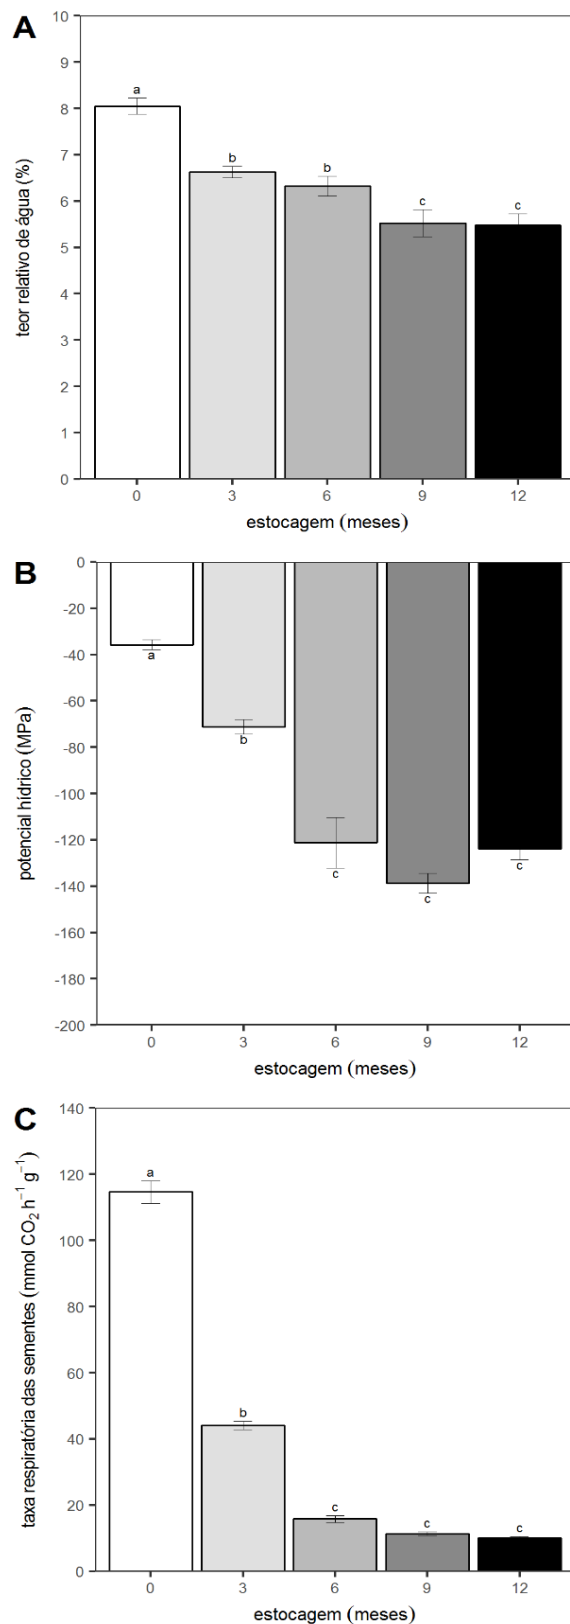 A
teor relativo de água (%)
10
9
8
7
6
5
4
3
2
1
0
a
b
b
c
c
0 3 6 9 12
estocagem (meses)
B
potencial hídrico (MPa)
0
-20
-40
-60
-80
-100
-120
-140
-160
-180
-200
a
b
c
c
c
0 3 6 9 12
estocagem (meses)
C
taxa respiratória das sementes (mmol CO₂ h⁻¹ g⁻¹)
140
120
100
80
60
40
20
0
a
b
c
c
c
0 3 6 9 12
estocagem (meses)